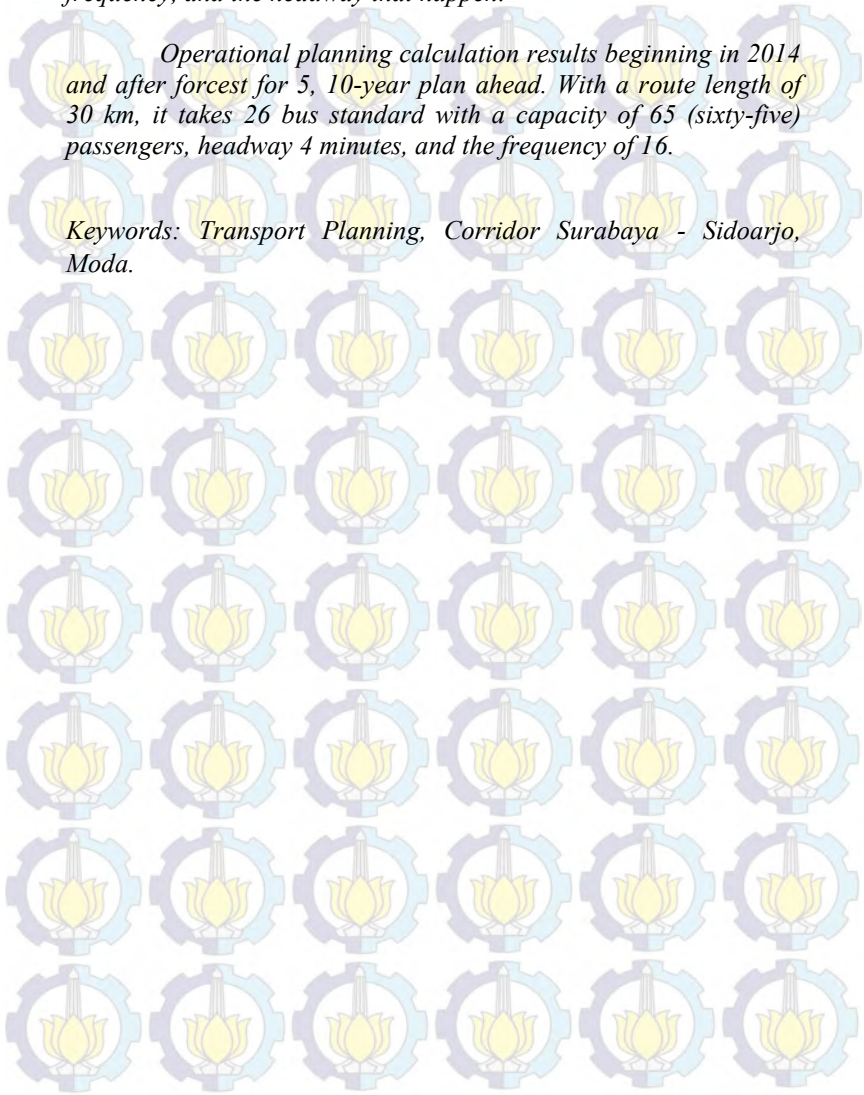 frequency, and the headway that happen.
Operational planning calculation results beginning in 2014
and after forcest for 5, 10-year plan ahead. With a route length of
30 km, it takes 26 bus standard with a capacity of 65 (sixty-five)
passengers, headway 4 minutes, and the frequency of 16.
Keywords: Transport Planning, Corridor Surabaya - Sidoarjo,
Moda.